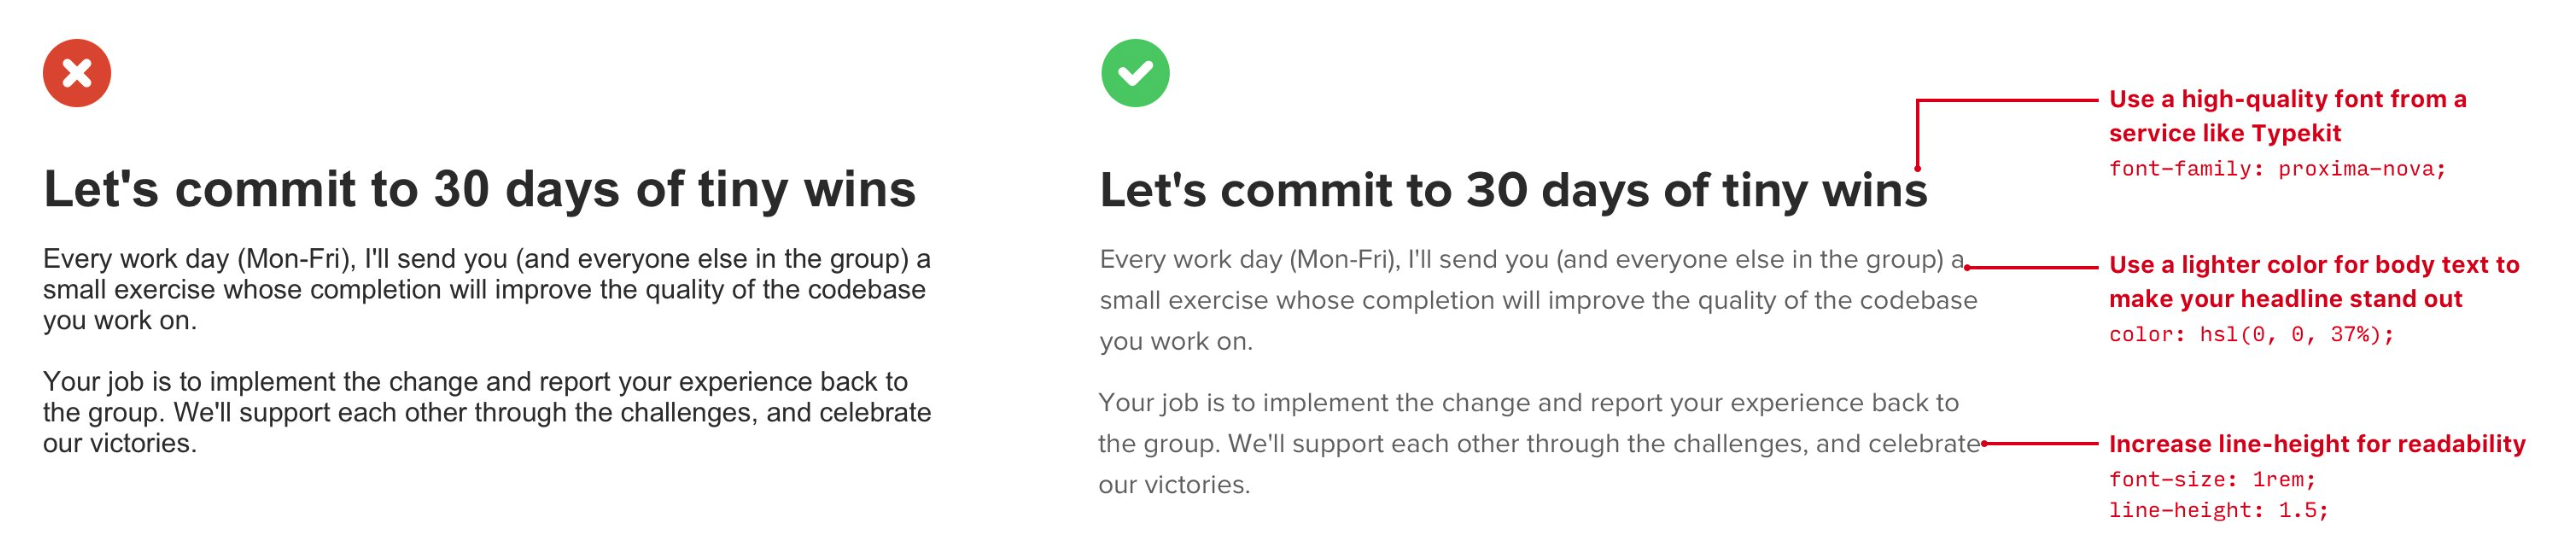 Let's commit to 30 days of tiny wins
Every work day (Mon-Fri), I'll send you (and everyone else in the group) a
small exercise whose completion will improve the quality of the codebase
you work on.
Your job is to implement the change and report your experience back to
the group. We'll support each other through the challenges, and celebrate
our victories.
Let's commit to 30 days of tiny wins
Every work day (Mon-Fri), I'll send you (and everyone else in the group) a
small exercise whose completion will improve the quality of the codebase
you work on.
Your job is to implement the change and report your experience back to
the group. We'll support each other through the challenges, and celebrate
our victories.
Use a high-quality font from a
service like Typekit
font-family: proxima-nova;
Use a lighter color for body text to
make your headline stand out
color: hsl(0, 0, 37%);
Increase line-height for readability
font-size: 1rem;
line-height: 1.5;